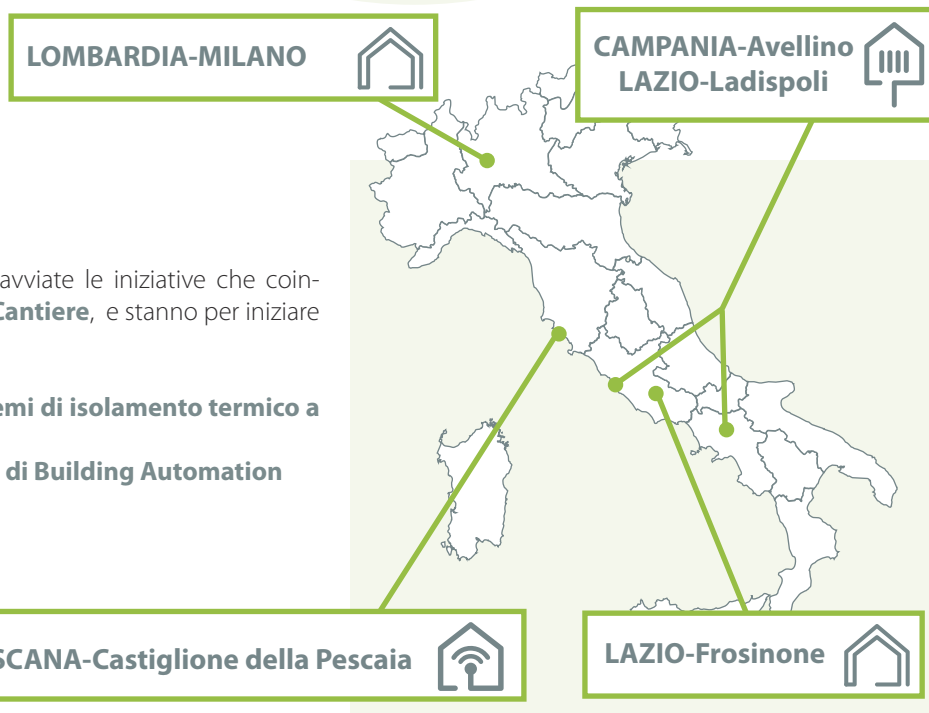 LOMBARDIA-MILANO
CAMPANIA-Avellino
LAZIO-Ladispoli
avviate le iniziative che coin-
Cantiere, e stanno per iniziare
emi di isolamento termico a
di Building Automation
SCANA-Castiglione della Pescaia
LAZIO-Frosinone